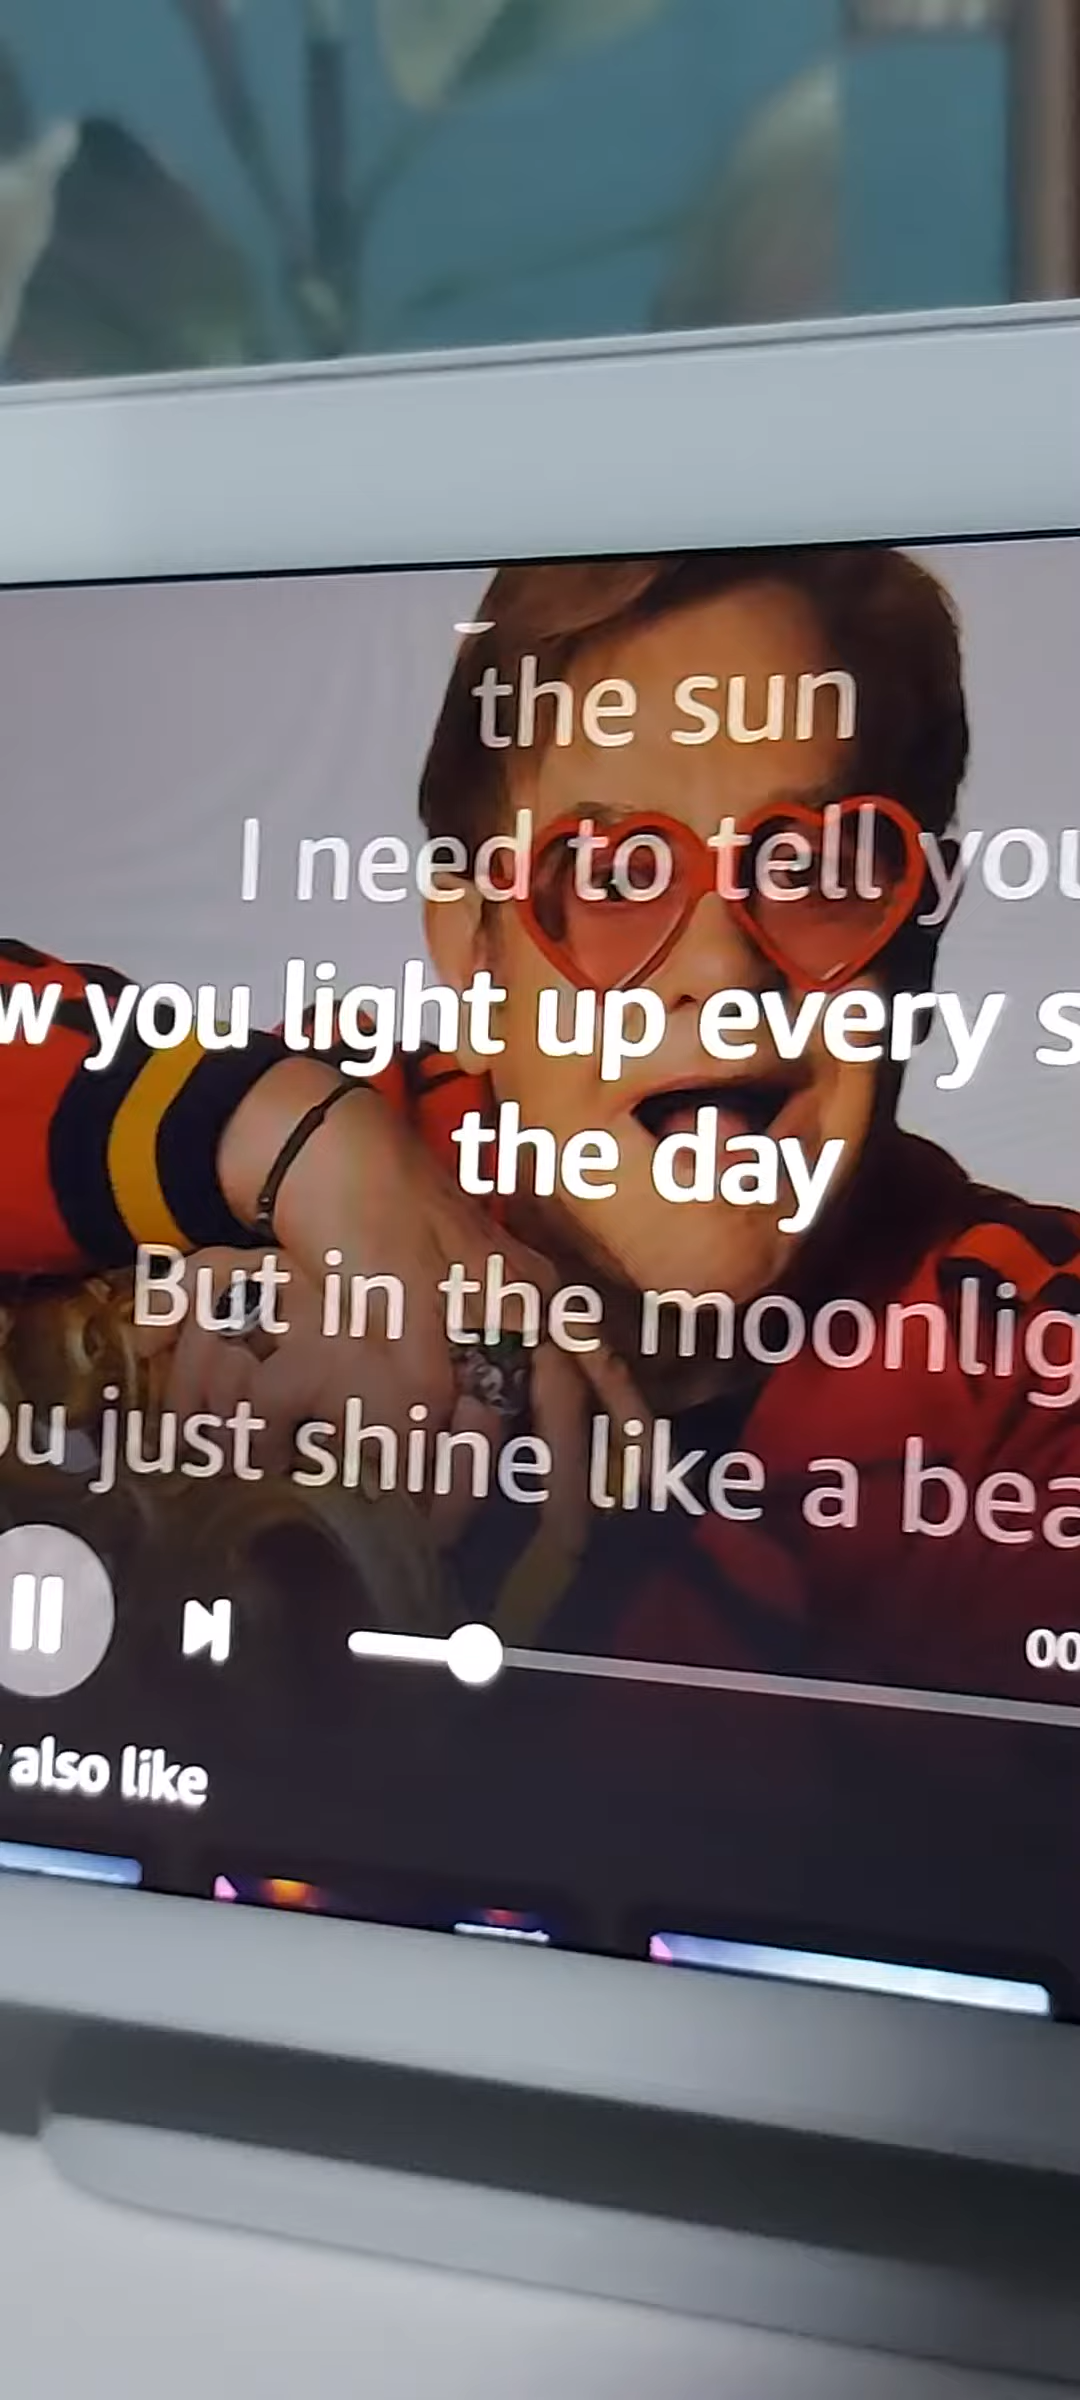 the sun
I need to tell you
w you light up every s
the day
But in the moonlig
ou just shine like a bea
00
also like